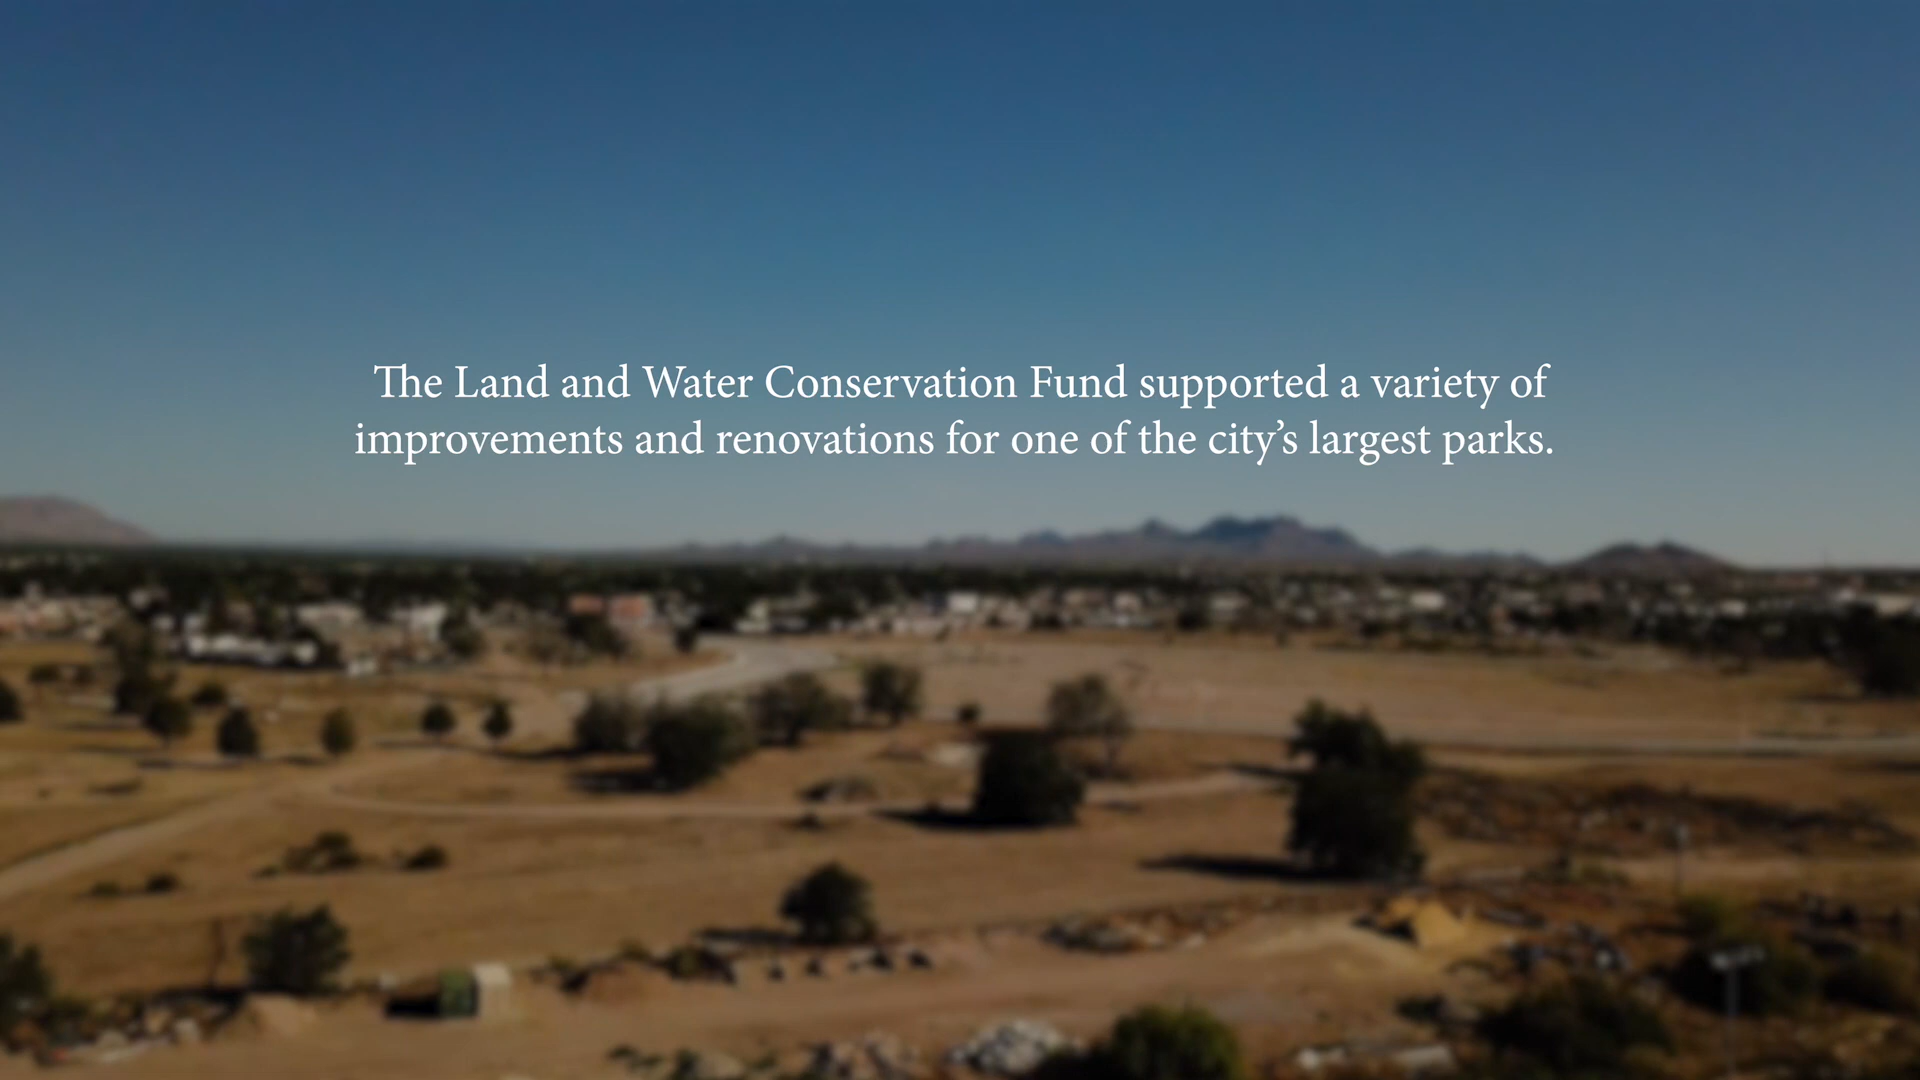 The Land and Water Conservation Fund supported a variety of
improvements and renovations for one of the city’s largest parks.